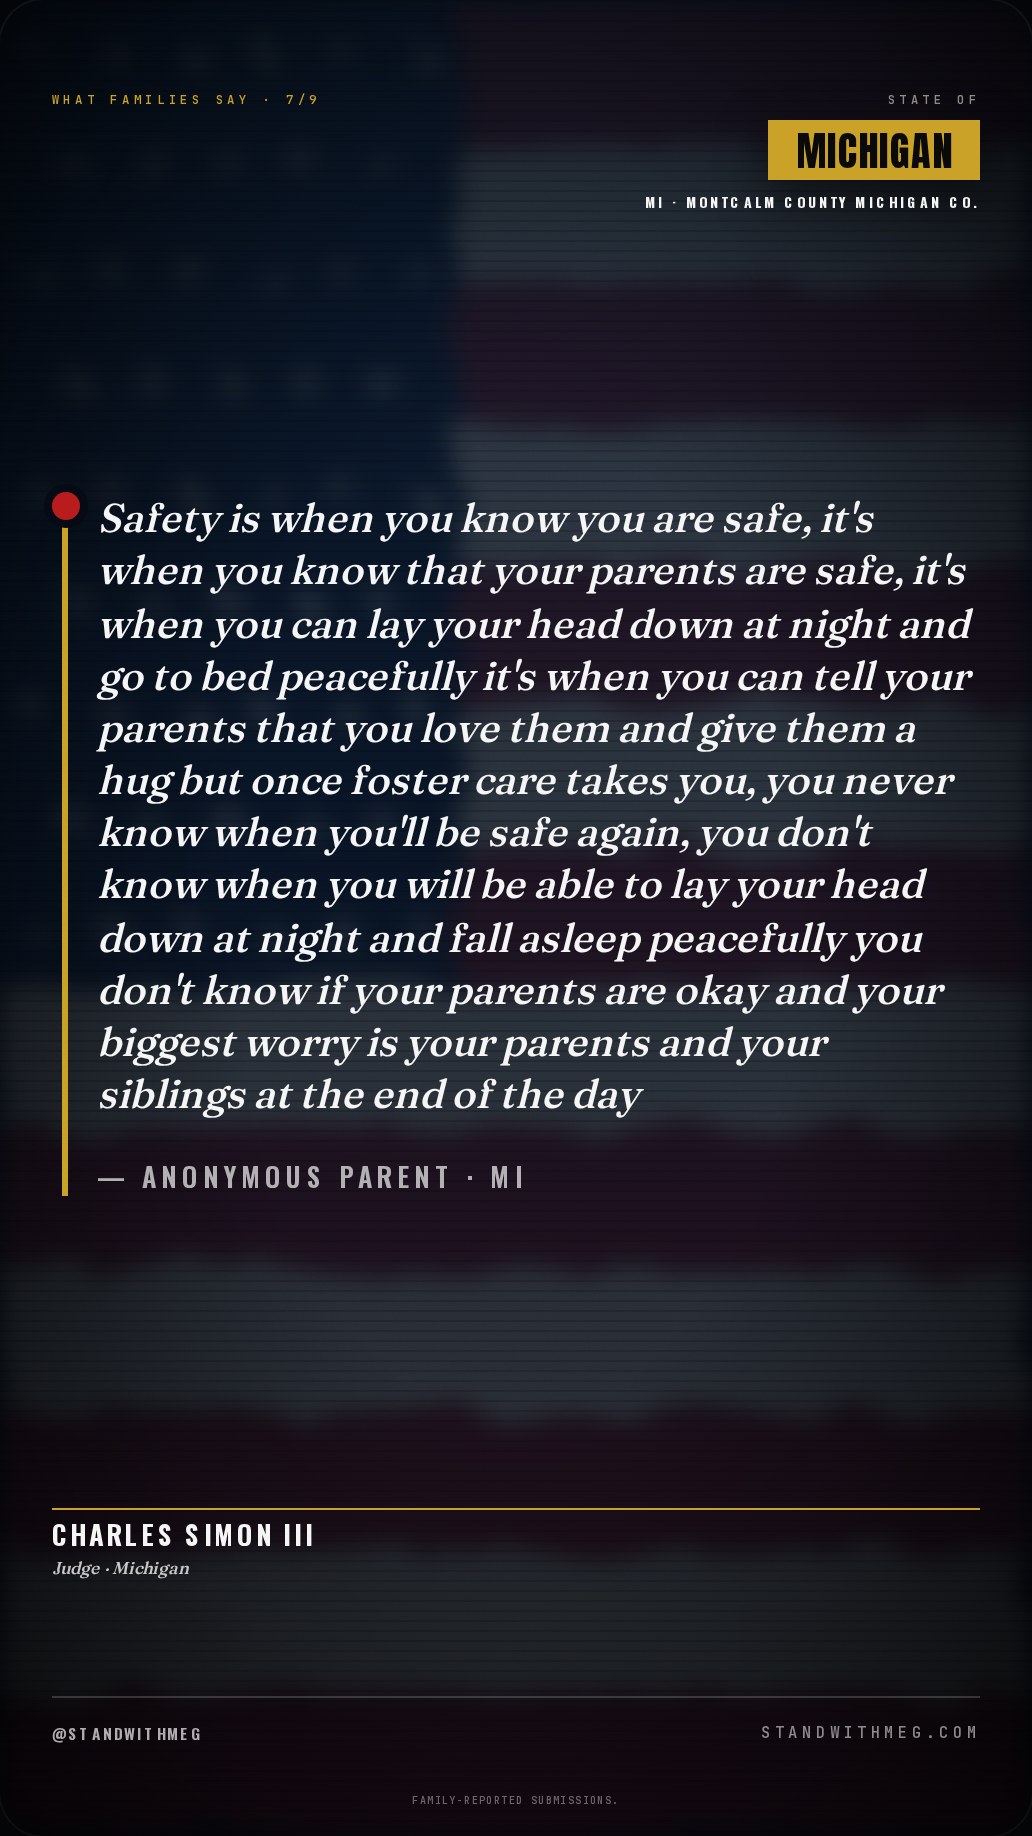 WHAT FAMILIES SAY · 7/9
STATE OF
MICHIGAN
MI · MONTCALM COUNTY MICHIGAN CO.
Safety is when you know you are safe, it's
when you know that your parents are safe, it's
when you can lay your head down at night and
go to bed peacefully it's when you can tell your
parents that you love them and give them a
hug but once foster care takes you, you never
know when you'll be safe again, you don't
know when you will be able to lay your head
down at night and fall asleep peacefully you
don't know if your parents are okay and your
biggest worry is your parents and your
siblings at the end of the day
— ANONYMOUS PARENT · MI
CHARLES SIMON III
Judge · Michigan
@STANDWITHMEG
STANDWITHMEG.COM
FAMILY-REPORTED SUBMISSIONS.